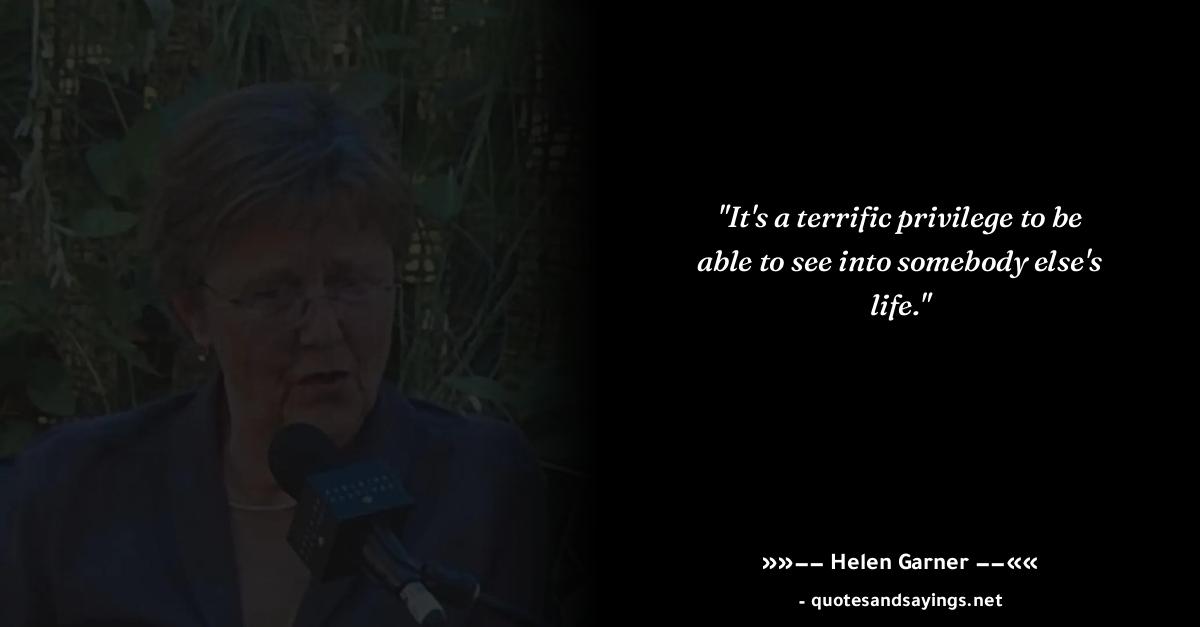 "It's a terrific privilege to be
able to see into somebody else's
life."
»»−− Helen Garner −−««
- quotesandsayings.net